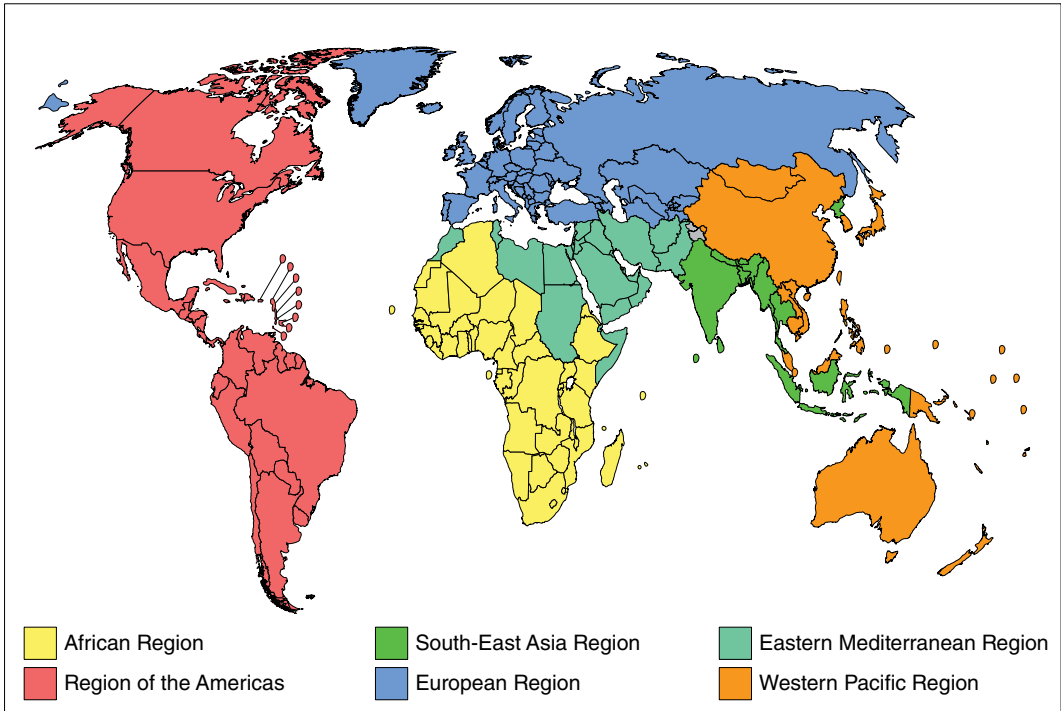 African Region
South-East Asia Region
Eastern Mediterranean Region
Region of the Americas
European Region
Western Pacific Region